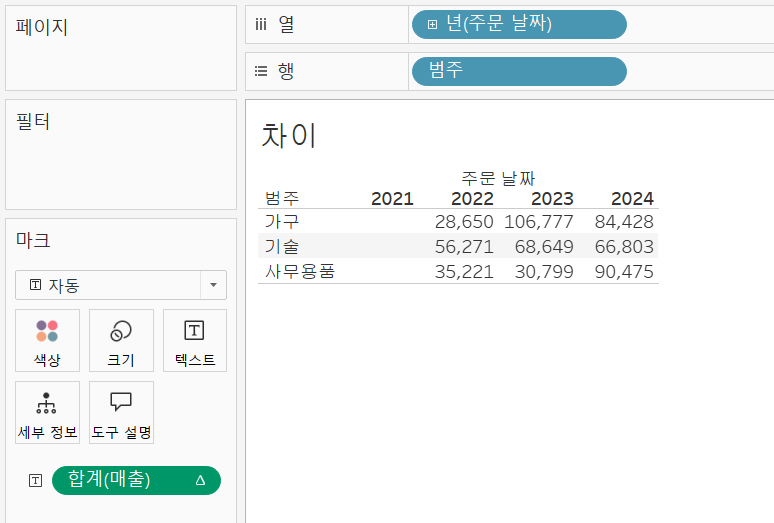 페이지
열
년(주문 날짜)
행
범주
필터
차이
주문 날짜
범주 2021 2022 2023 2024
가구 28,650 106,777 84,428
기술 56,271 68,649 66,803
사무용품 35,221 30,799 90,475
마크
자동
색상 크기 텍스트
세부 정보 도구 설명
합계(매출)